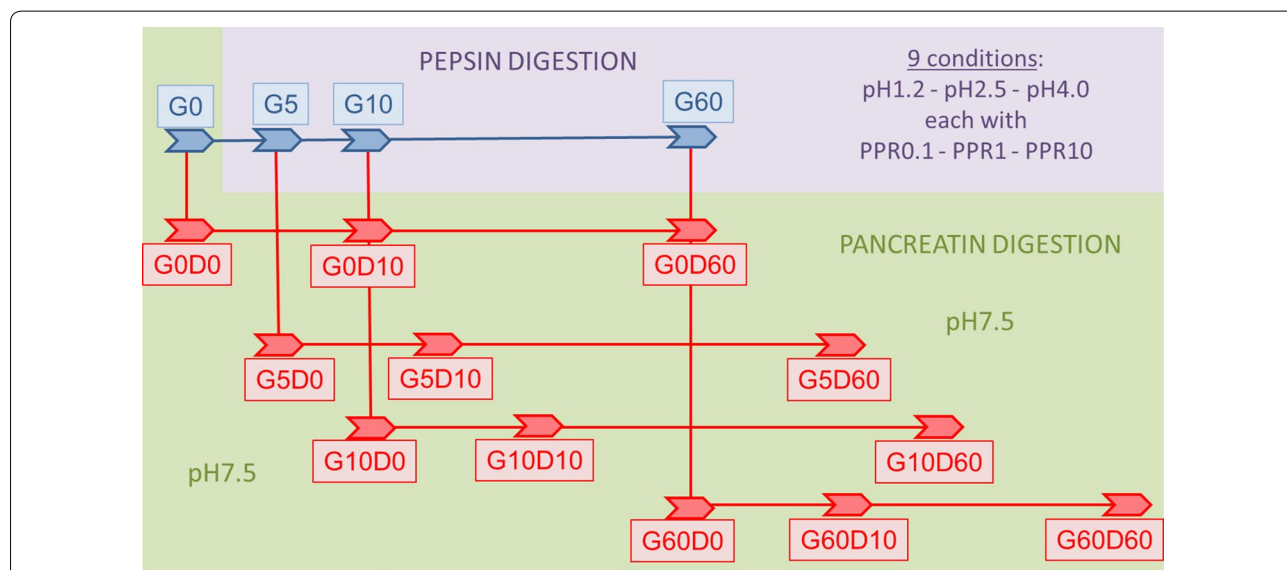 PEPSIN DIGESTION
9 conditions:
pH1.2 - pH2.5 - pH4.0
each with
PPR0.1 - PPR1 - PPR10
G0
G5
G10
G60
G0D0
G0D10
G0D60
PANCREATIN DIGESTION
pH7.5
G5D0
G5D10
G5D60
G10D0
G10D10
G10D60
pH7.5
G60D0
G60D10
G60D60